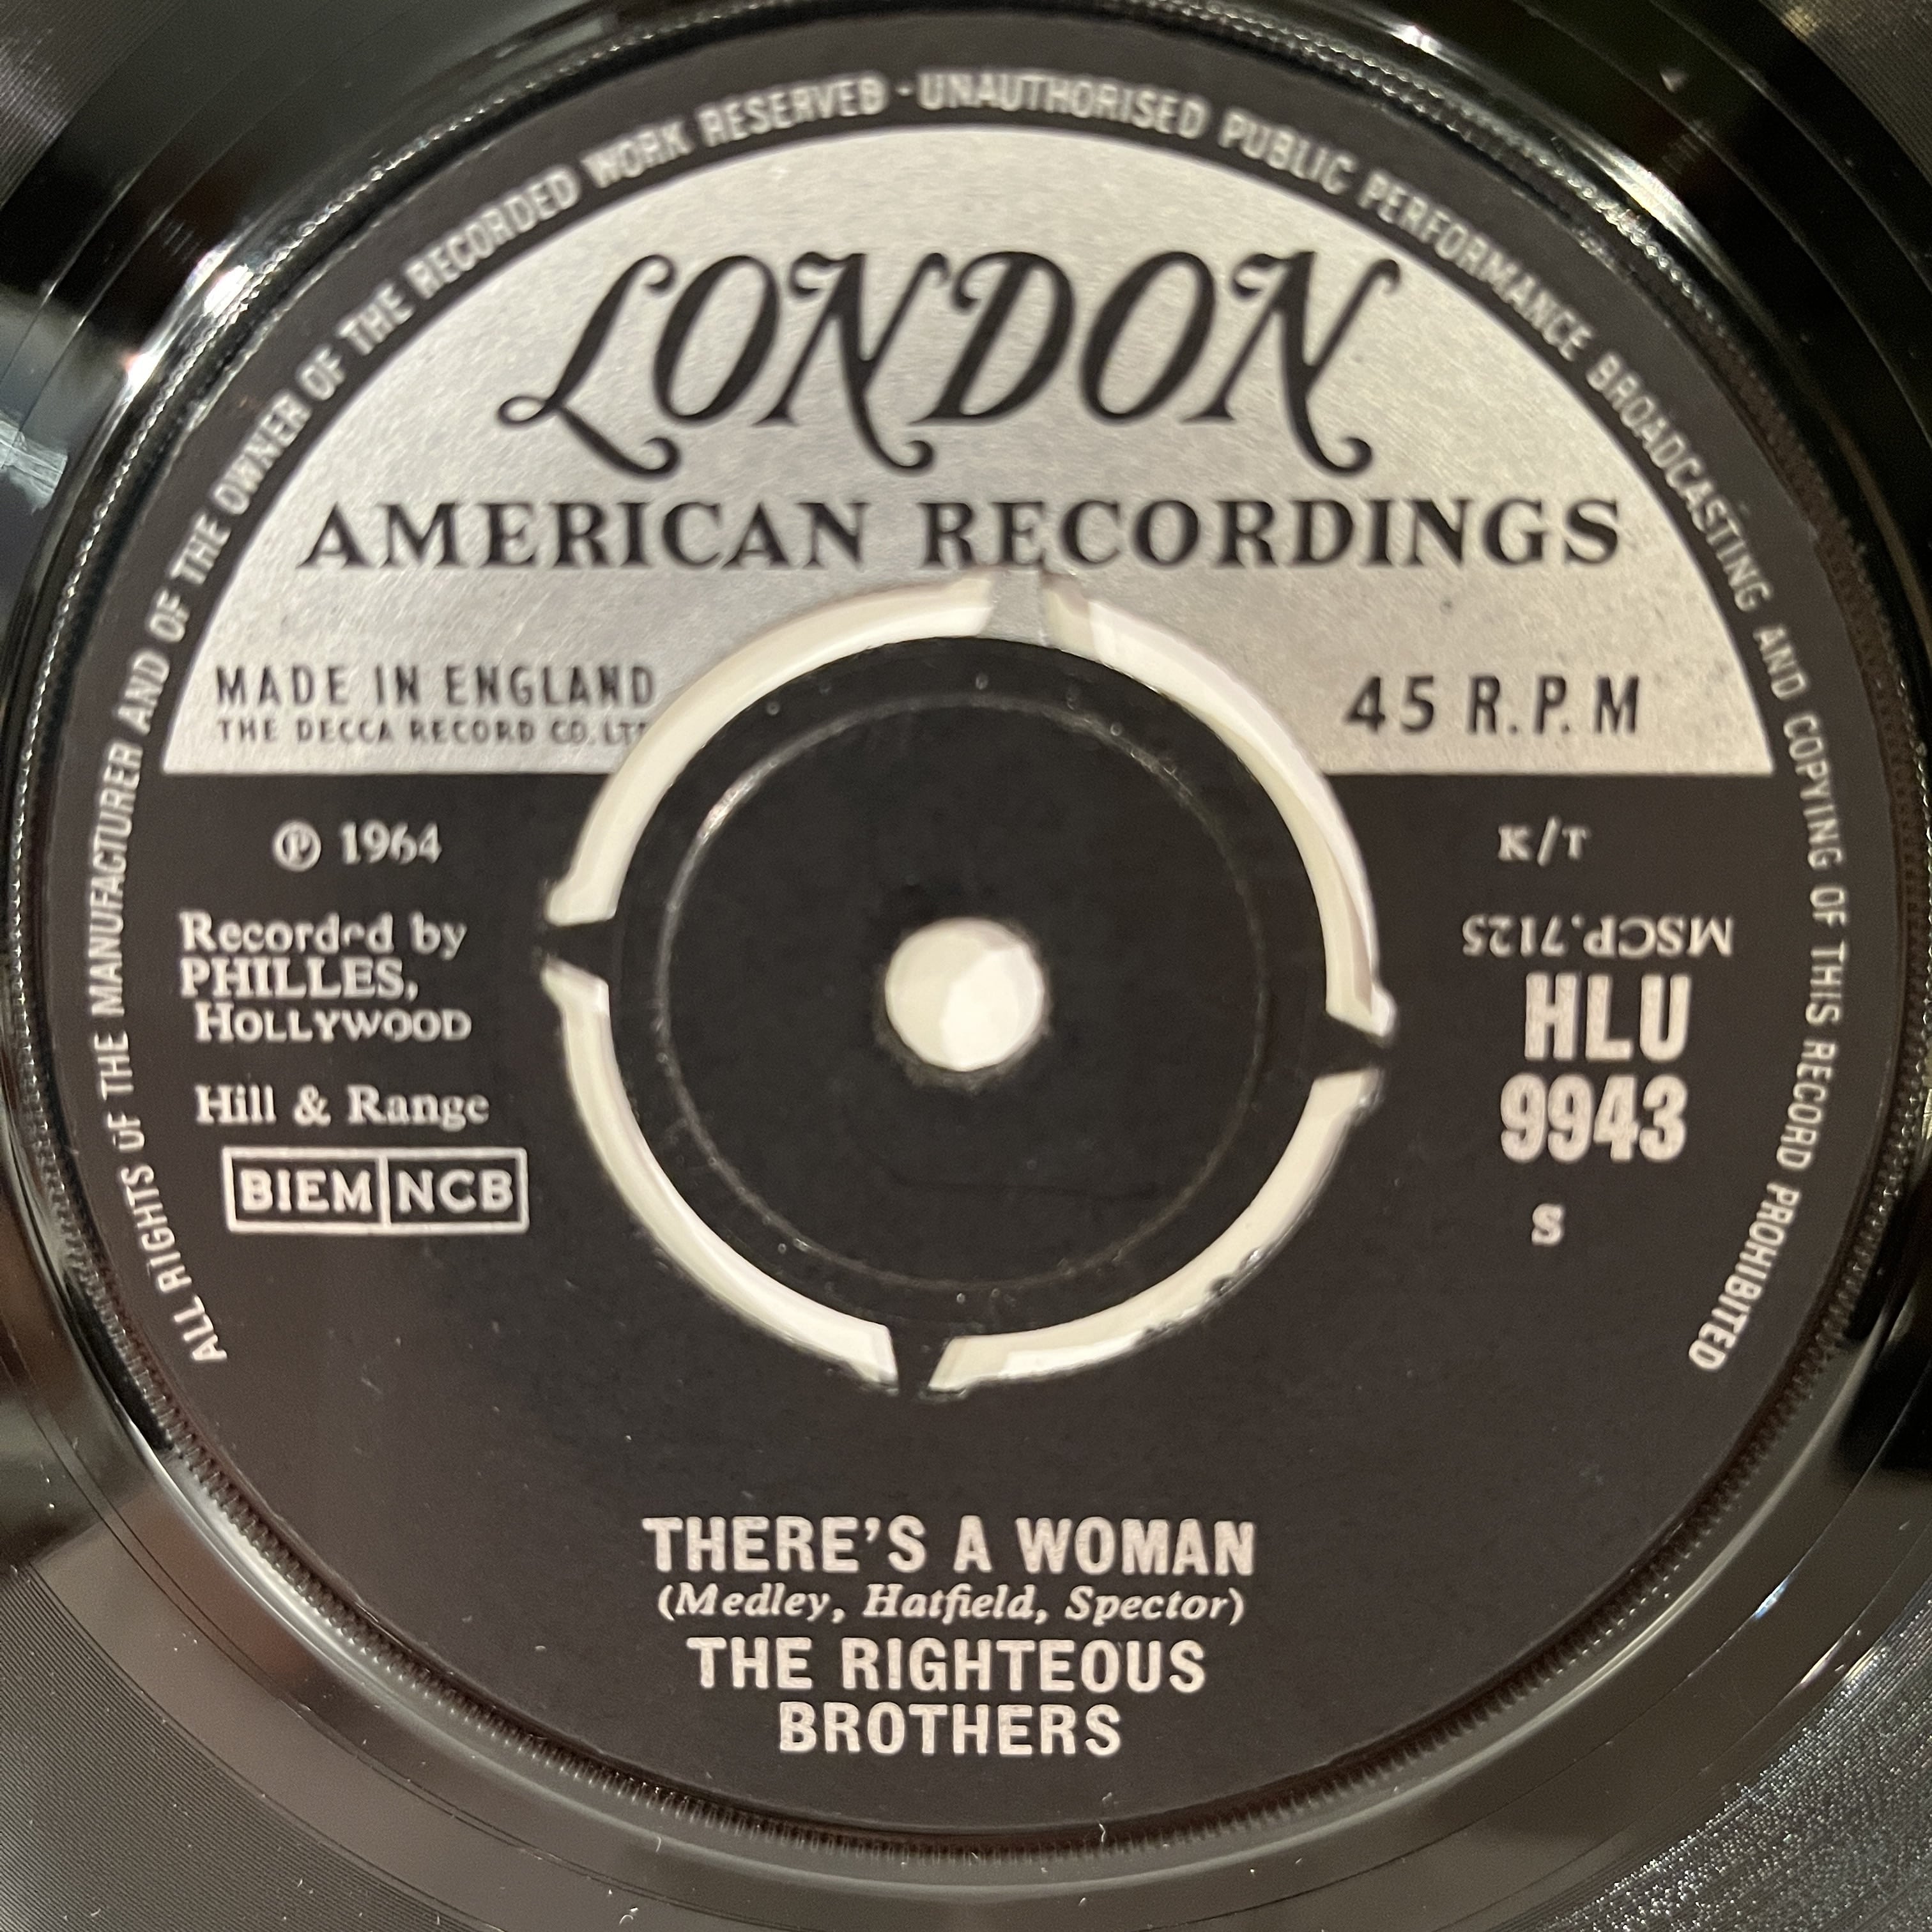 ALL RIGHTS OF THE MANUFACTURER AND OF THE OWNER OF THE RECORDED WORK RESERVED · UNAUTHORISED PUBLIC PERFORMANCE BROADCASTING AND COPYING OF THIS RECORD PROHIBITED
LONDON
AMERICAN RECORDINGS
MADE IN ENGLAND
THE DECCA RECORD CO. LTD
45 R.P.M
℗ 1964
Recorded by
PHILLES,
HOLLYWOOD
Hill & Range
BIEM NCB
K/T
MSCP.7125
HLU
9943
S
THERE'S A WOMAN
(Medley, Hatfield, Spector)
THE RIGHTEOUS
BROTHERS